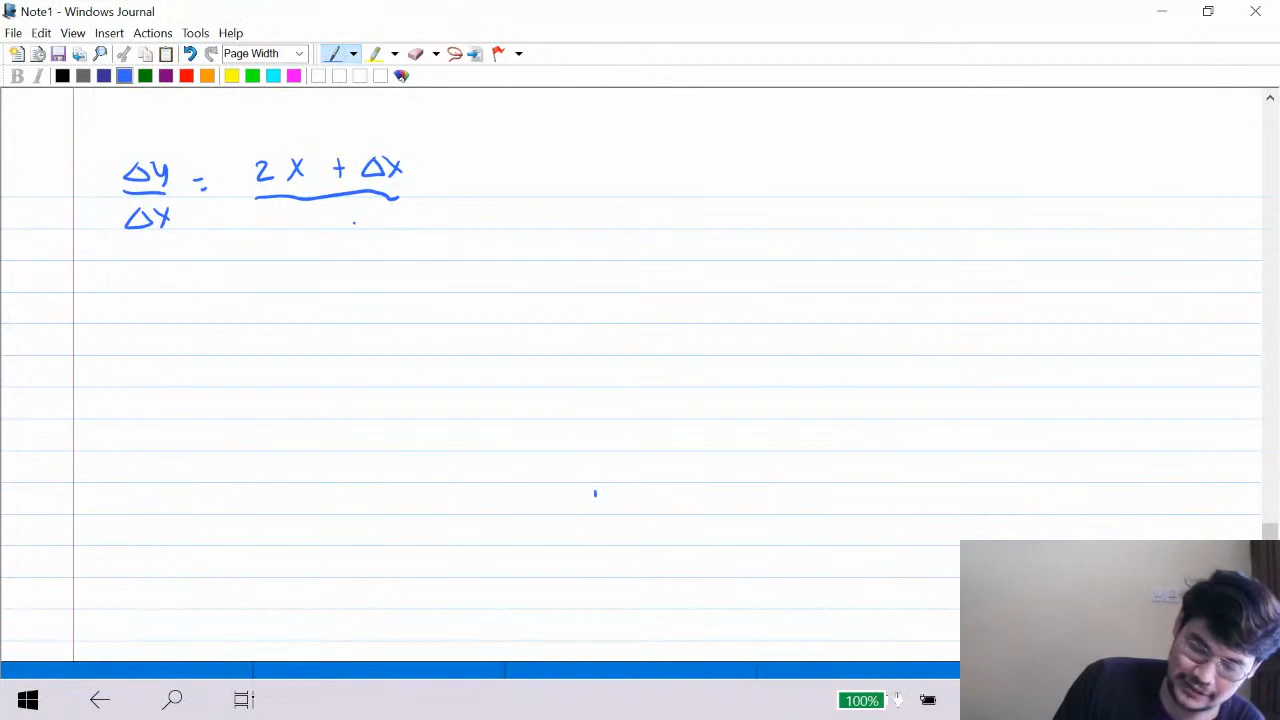 Note1 - Windows Journal
File Edit View Insert Actions Tools Help
Page Width
B I
Δy = 2x + Δx
Δx
100%